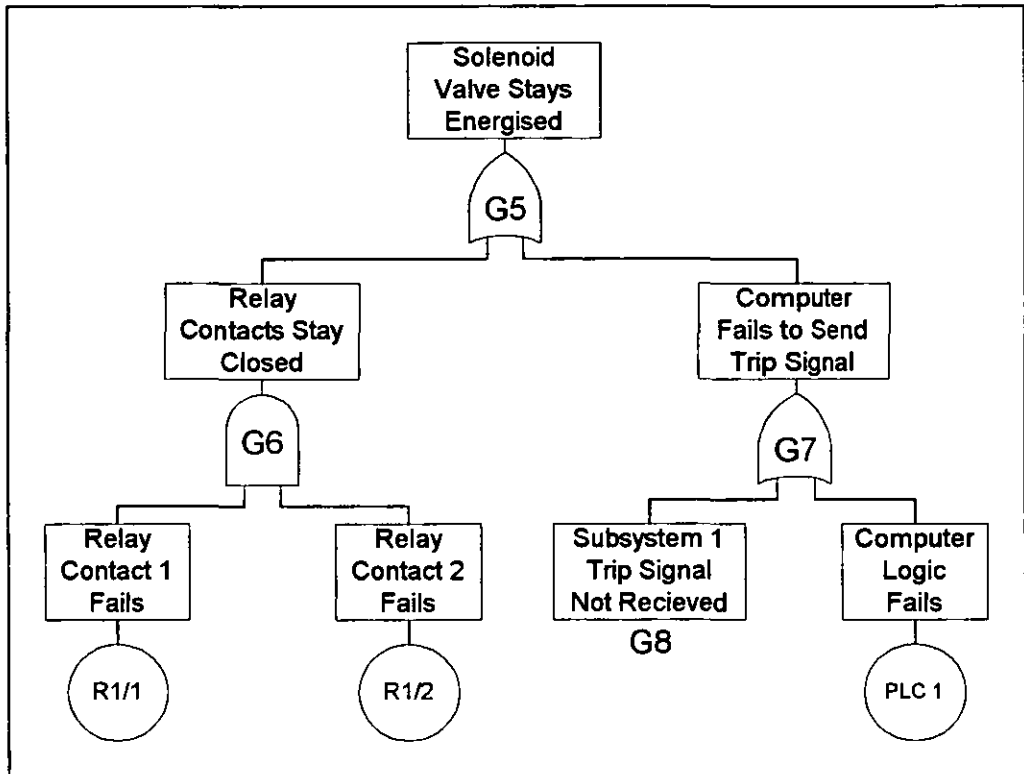 Solenoid
Valve Stays
Energised
G5
Relay
Contacts Stay
Closed
Computer
Fails to Send
Trip Signal
G6
G7
Relay
Contact 1
Fails
Relay
Contact 2
Fails
Subsystem 1
Trip Signal
Not Recieved
Computer
Logic
Fails
G8
R1/1
R1/2
PLC 1